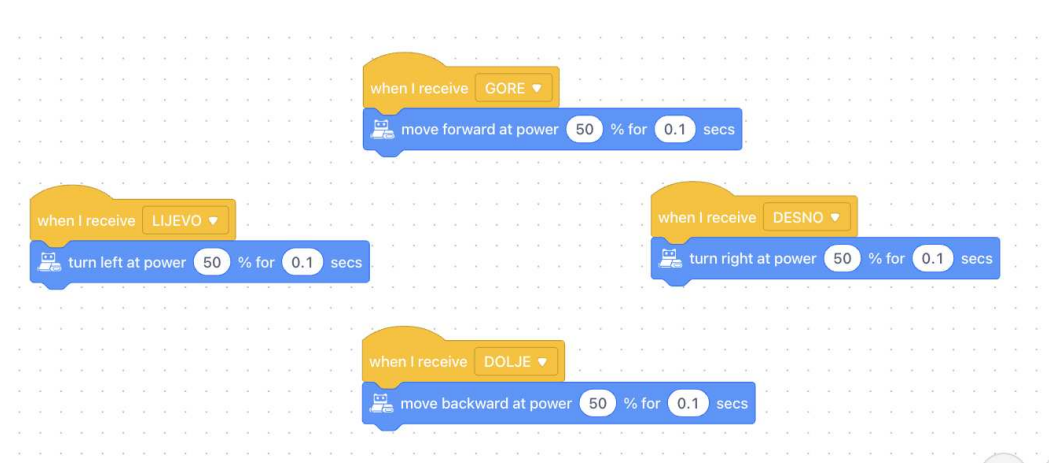 when I receive GORE
move forward at power 50 % for 0.1 secs
when I receive LIJEVO
turn left at power 50 % for 0.1 secs
when I receive DESNO
turn right at power 50 % for 0.1 secs
when I receive DOLJE
move backward at power 50 % for 0.1 secs